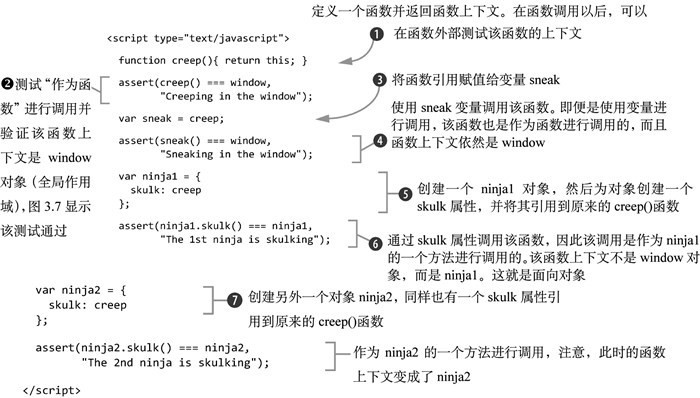 定义一个函数并返回函数上下文。在函数调用以后，可以
❶ 在函数外部测试该函数的上下文
<script type="text/javascript">
function creep(){ return this; }
❷测试“作为函
数”进行调用并
验证该函数上
下文是 window
对象（全局作用
域），图 3.7 显示
该测试通过
assert(creep() === window,
"Creeping in the window");
❸ 将函数引用赋值给变量 sneak
var sneak = creep;
assert(sneak() === window,
"Sneaking in the window");
使用 sneak 变量调用该函数。即便是使用变量进
行调用，该函数也是作为函数进行调用的，而且
❹ 函数上下文依然是 window
var ninja1 = {
skulk: creep
};
❺ 创建一个 ninja1 对象，然后为对象创建一个
skulk 属性，并将其引用到原来的 creep()函数
assert(ninja1.skulk() === ninja1,
"The 1st ninja is skulking");
❻ 通过 skulk 属性调用该函数，因此该调用是作为 ninja1
的一个方法进行调用的。该函数上下文不是 window 对
象，而是 ninja1。这就是面向对象
var ninja2 = {
skulk: creep
};
❼ 创建另外一个对象 ninja2，同样也有一个 skulk 属性引
用到原来的 creep()函数
assert(ninja2.skulk() === ninja2,
"The 2nd ninja is skulking");
作为 ninja2 的一个方法进行调用，注意，此时的函数
上下文变成了 ninja2
</script>